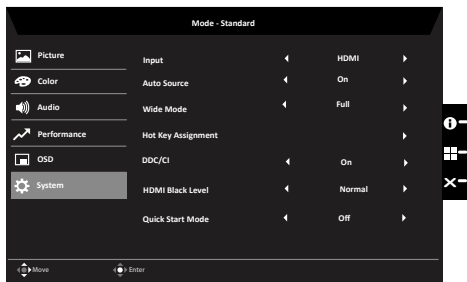 Mode - Standard
Picture
Color
Audio
Performance
OSD
System
Input HDMI
Auto Source On
Wide Mode Full
Hot Key Assignment
DDC/CI On
HDMI Black Level Normal
Quick Start Mode Off
Move Enter